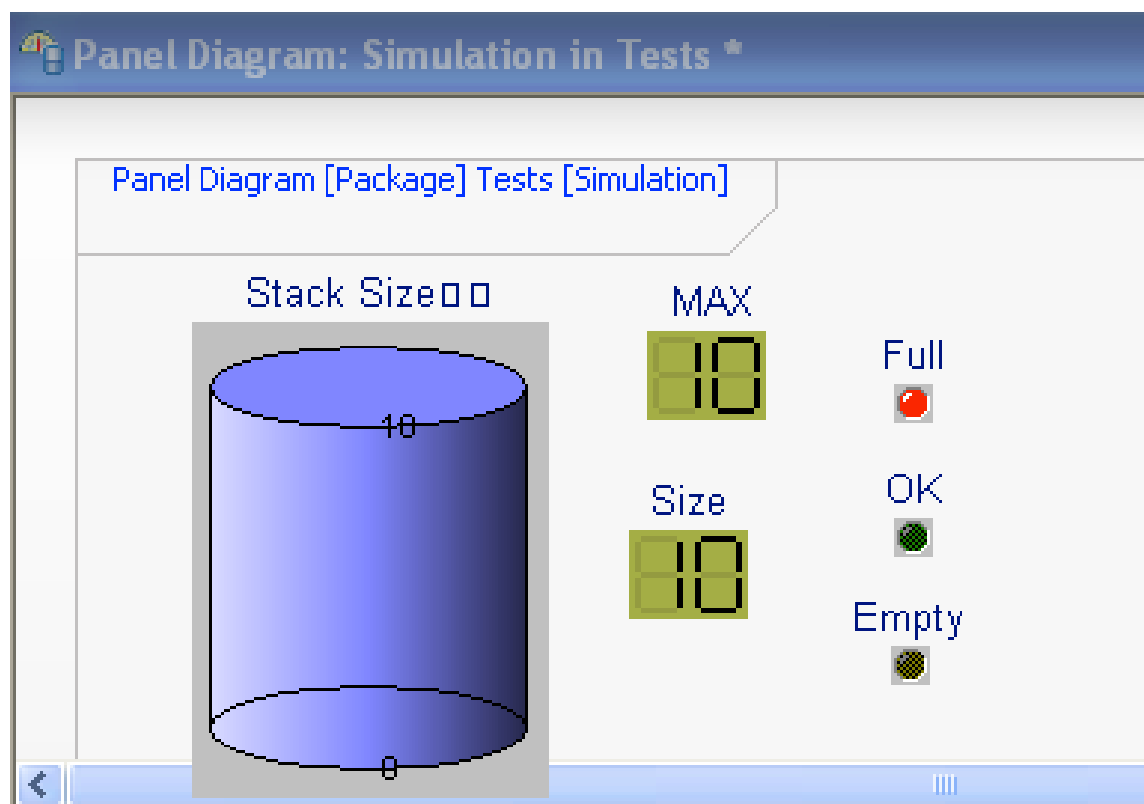 Panel Diagram: Simulation in Tests *
Panel Diagram [Package] Tests [Simulation]
Stack Size
MAX
10
Full
10
OK
Size
10
Empty
0